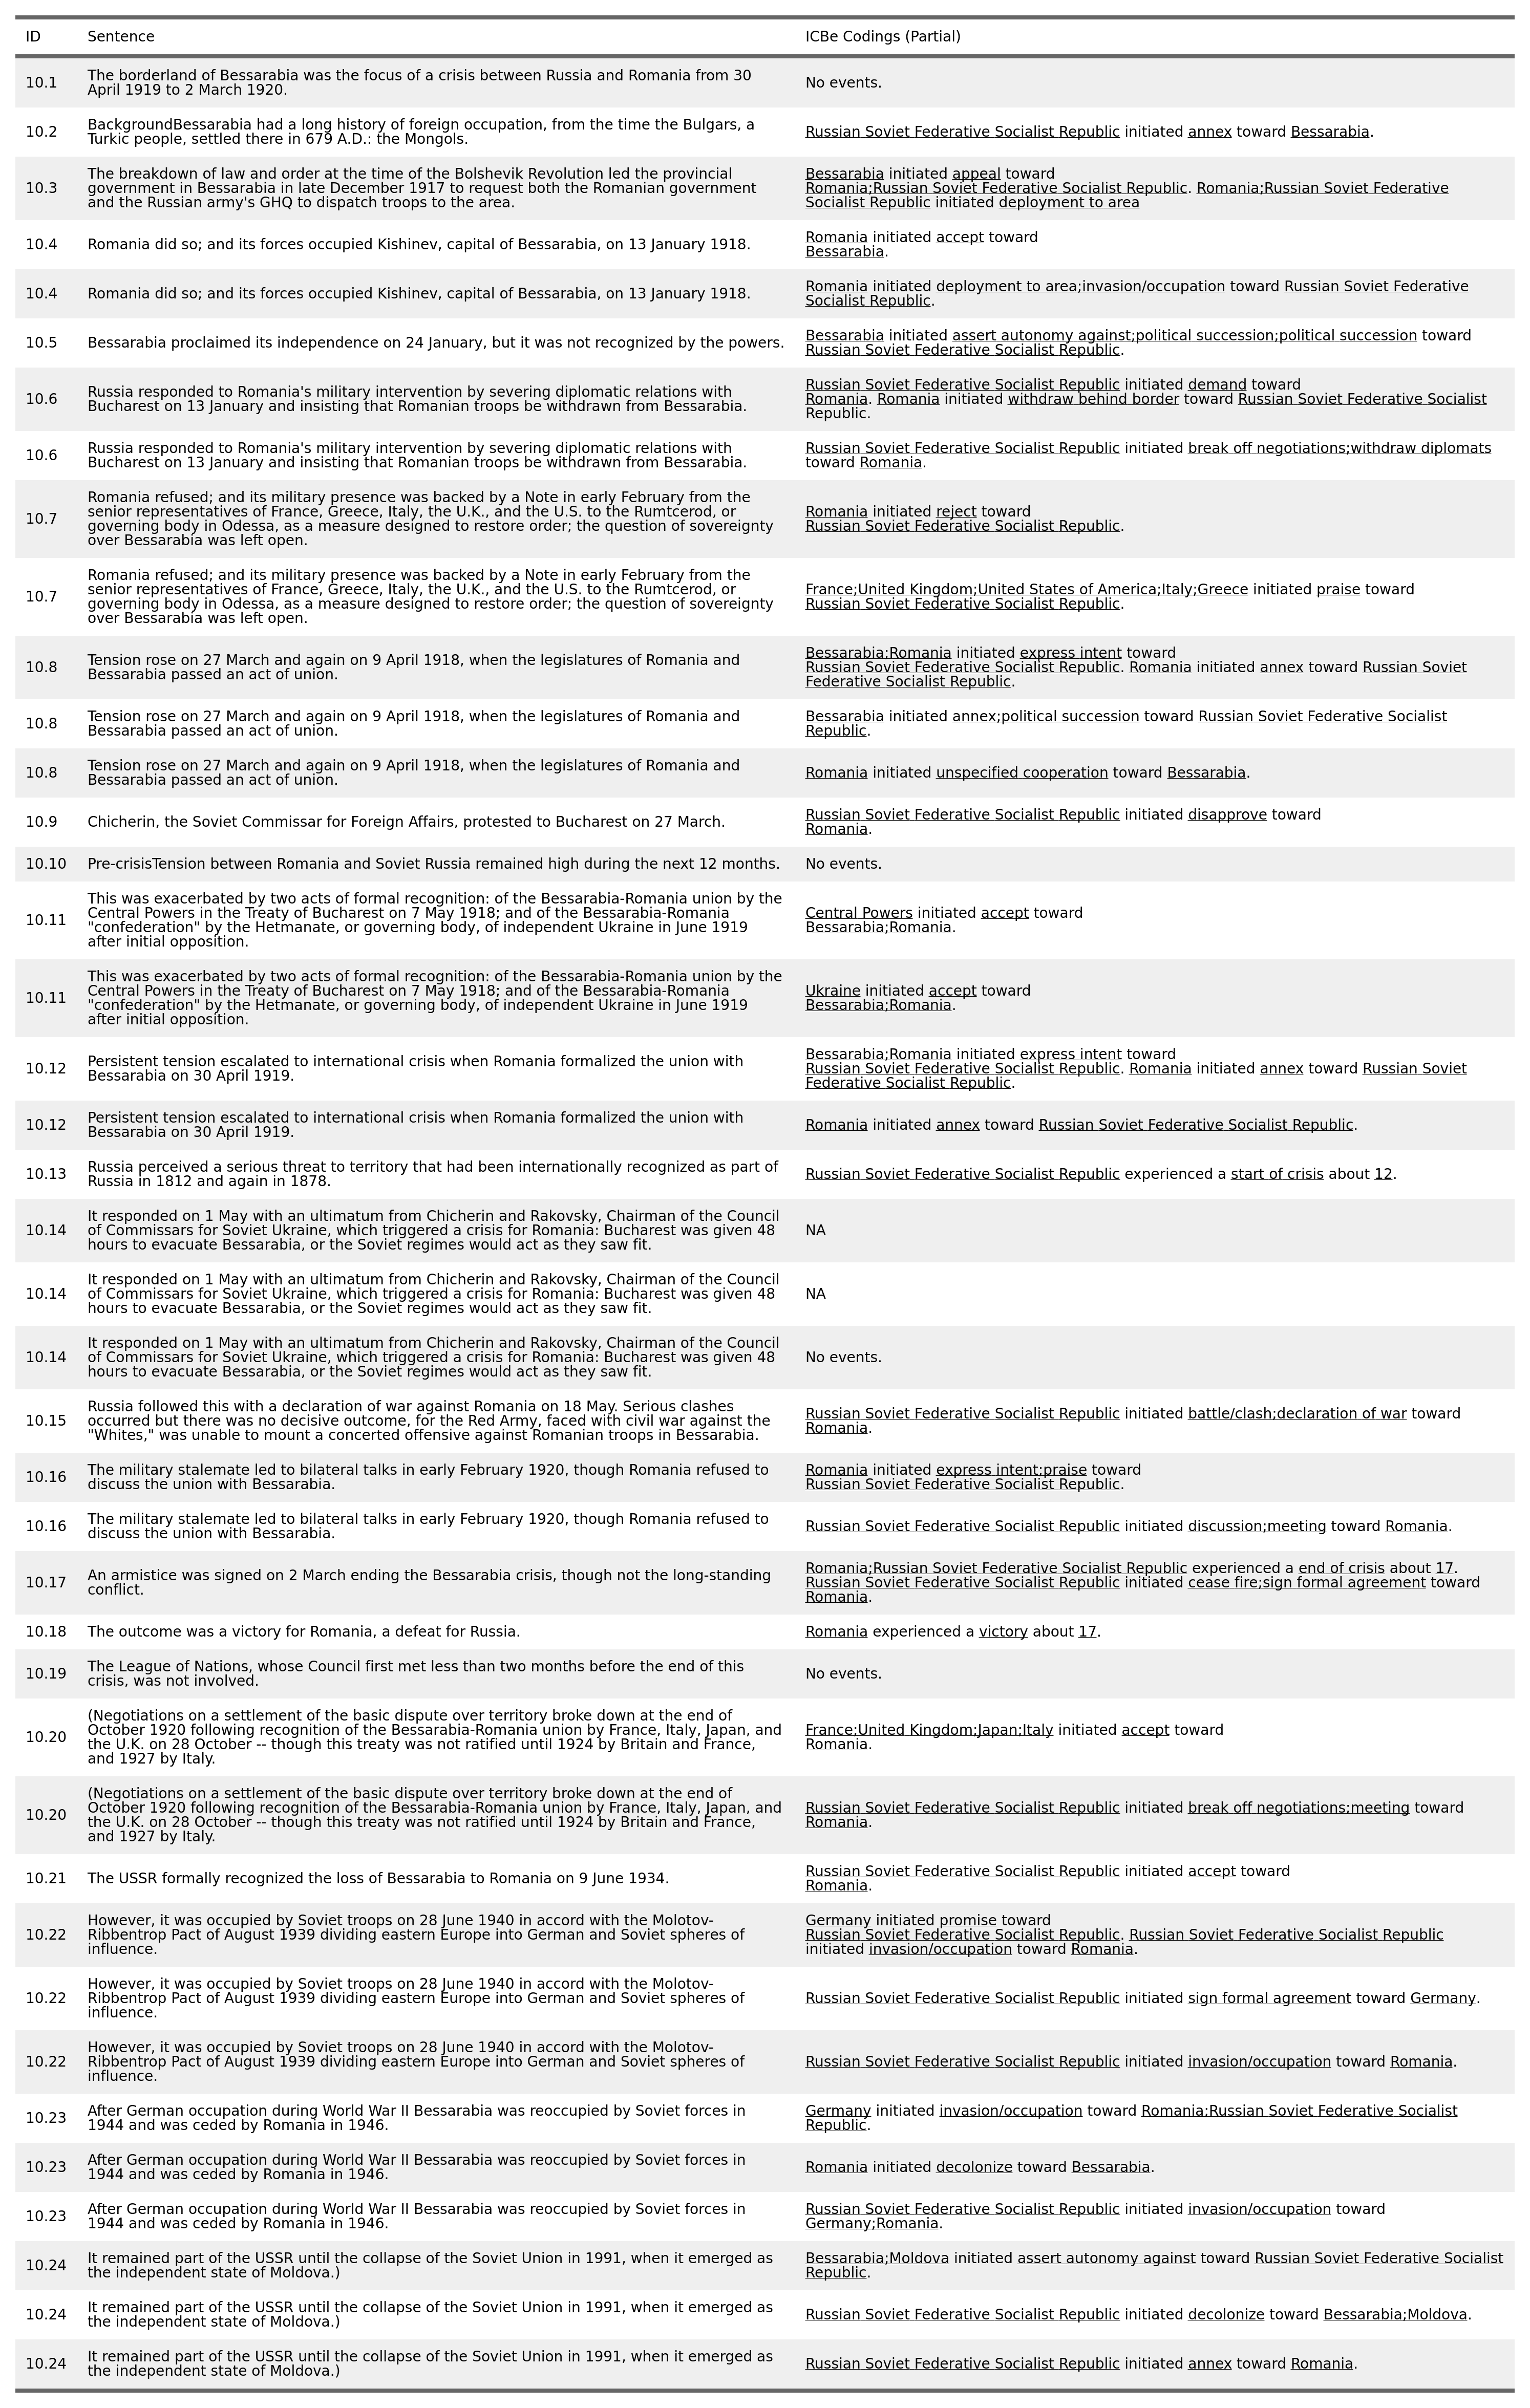 ID Sentence ICBe Codings (Partial)
10.1 The borderland of Bessarabia was the focus of a crisis between Russia and Romania from 30
April 1919 to 2 March 1920.
No events.
10.2 BackgroundBessarabia had a long history of foreign occupation, from the time the Bulgars, a
Turkic people, settled there in 679 A.D.: the Mongols.
Russian Soviet Federative Socialist Republic initiated annex toward Bessarabia.
10.3 The breakdown of law and order at the time of the Bolshevik Revolution led the provincial
government in Bessarabia in late December 1917 to request both the Romanian government
and the Russian army's GHQ to dispatch troops to the area.
Bessarabia initiated appeal toward
Romania;Russian Soviet Federative Socialist Republic. Romania;Russian Soviet Federative
Socialist Republic initiated deployment to area
10.4 Romania did so; and its forces occupied Kishinev, capital of Bessarabia, on 13 January 1918.
Romania initiated accept toward
Bessarabia.
10.4 Romania did so; and its forces occupied Kishinev, capital of Bessarabia, on 13 January 1918.
Romania initiated deployment to area;invasion/occupation toward Russian Soviet Federative
Socialist Republic.
10.5 Bessarabia proclaimed its independence on 24 January, but it was not recognized by the powers.
Bessarabia initiated assert autonomy against;political succession;political succession toward
Russian Soviet Federative Socialist Republic.
10.6 Russia responded to Romania's military intervention by severing diplomatic relations with
Bucharest on 13 January and insisting that Romanian troops be withdrawn from Bessarabia.
Russian Soviet Federative Socialist Republic initiated demand toward
Romania. Romania initiated withdraw behind border toward Russian Soviet Federative Socialist
Republic.
10.6 Russia responded to Romania's military intervention by severing diplomatic relations with
Bucharest on 13 January and insisting that Romanian troops be withdrawn from Bessarabia.
Russian Soviet Federative Socialist Republic initiated break off negotiations;withdraw diplomats
toward Romania.
10.7 Romania refused; and its military presence was backed by a Note in early February from the
senior representatives of France, Greece, Italy, the U.K., and the U.S. to the Rumtcerod, or
governing body in Odessa, as a measure designed to restore order; the question of sovereignty
over Bessarabia was left open.
Romania initiated reject toward
Russian Soviet Federative Socialist Republic.
10.7 Romania refused; and its military presence was backed by a Note in early February from the
senior representatives of France, Greece, Italy, the U.K., and the U.S. to the Rumtcerod, or
governing body in Odessa, as a measure designed to restore order; the question of sovereignty
over Bessarabia was left open.
France;United Kingdom;United States of America;Italy;Greece initiated praise toward
Russian Soviet Federative Socialist Republic.
10.8 Tension rose on 27 March and again on 9 April 1918, when the legislatures of Romania and
Bessarabia passed an act of union.
Bessarabia;Romania initiated express intent toward
Russian Soviet Federative Socialist Republic. Romania initiated annex toward Russian Soviet
Federative Socialist Republic.
10.8 Tension rose on 27 March and again on 9 April 1918, when the legislatures of Romania and
Bessarabia passed an act of union.
Bessarabia initiated annex;political succession toward Russian Soviet Federative Socialist
Republic.
10.8 Tension rose on 27 March and again on 9 April 1918, when the legislatures of Romania and
Bessarabia passed an act of union.
Romania initiated unspecified cooperation toward Bessarabia.
10.9 Chicherin, the Soviet Commissar for Foreign Affairs, protested to Bucharest on 27 March.
Russian Soviet Federative Socialist Republic initiated disapprove toward
Romania.
10.10 Pre-crisisTension between Romania and Soviet Russia remained high during the next 12 months.
No events.
10.11 This was exacerbated by two acts of formal recognition: of the Bessarabia-Romania union by the
Central Powers in the Treaty of Bucharest on 7 May 1918; and of the Bessarabia-Romania
"confederation" by the Hetmanate, or governing body, of independent Ukraine in June 1919
after initial opposition.
Central Powers initiated accept toward
Bessarabia;Romania.
10.11 This was exacerbated by two acts of formal recognition: of the Bessarabia-Romania union by the
Central Powers in the Treaty of Bucharest on 7 May 1918; and of the Bessarabia-Romania
"confederation" by the Hetmanate, or governing body, of independent Ukraine in June 1919
after initial opposition.
Ukraine initiated accept toward
Bessarabia;Romania.
10.12 Persistent tension escalated to international crisis when Romania formalized the union with
Bessarabia on 30 April 1919.
Bessarabia;Romania initiated express intent toward
Russian Soviet Federative Socialist Republic. Romania initiated annex toward Russian Soviet
Federative Socialist Republic.
10.12 Persistent tension escalated to international crisis when Romania formalized the union with
Bessarabia on 30 April 1919.
Romania initiated annex toward Russian Soviet Federative Socialist Republic.
10.13 Russia perceived a serious threat to territory that had been internationally recognized as part of
Russia in 1812 and again in 1878.
Russian Soviet Federative Socialist Republic experienced a start of crisis about 12.
10.14 It responded on 1 May with an ultimatum from Chicherin and Rakovsky, Chairman of the Council
of Commissars for Soviet Ukraine, which triggered a crisis for Romania: Bucharest was given 48
hours to evacuate Bessarabia, or the Soviet regimes would act as they saw fit.
NA
10.14 It responded on 1 May with an ultimatum from Chicherin and Rakovsky, Chairman of the Council
of Commissars for Soviet Ukraine, which triggered a crisis for Romania: Bucharest was given 48
hours to evacuate Bessarabia, or the Soviet regimes would act as they saw fit.
NA
10.14 It responded on 1 May with an ultimatum from Chicherin and Rakovsky, Chairman of the Council
of Commissars for Soviet Ukraine, which triggered a crisis for Romania: Bucharest was given 48
hours to evacuate Bessarabia, or the Soviet regimes would act as they saw fit.
No events.
10.15 Russia followed this with a declaration of war against Romania on 18 May. Serious clashes
occurred but there was no decisive outcome, for the Red Army, faced with civil war against the
"Whites," was unable to mount a concerted offensive against Romanian troops in Bessarabia.
Russian Soviet Federative Socialist Republic initiated battle/clash;declaration of war toward
Romania.
10.16 The military stalemate led to bilateral talks in early February 1920, though Romania refused to
discuss the union with Bessarabia.
Romania initiated express intent;praise toward
Russian Soviet Federative Socialist Republic.
10.16 The military stalemate led to bilateral talks in early February 1920, though Romania refused to
discuss the union with Bessarabia.
Russian Soviet Federative Socialist Republic initiated discussion;meeting toward Romania.
10.17 An armistice was signed on 2 March ending the Bessarabia crisis, though not the long-standing
conflict.
Romania;Russian Soviet Federative Socialist Republic experienced a end of crisis about 17.
Russian Soviet Federative Socialist Republic initiated cease fire;sign formal agreement toward
Romania.
10.18 The outcome was a victory for Romania, a defeat for Russia.
Romania experienced a victory about 17.
10.19 The League of Nations, whose Council first met less than two months before the end of this
crisis, was not involved.
No events.
10.20 (Negotiations on a settlement of the basic dispute over territory broke down at the end of
October 1920 following recognition of the Bessarabia-Romania union by France, Italy, Japan, and
the U.K. on 28 October -- though this treaty was not ratified until 1924 by Britain and France,
and 1927 by Italy.
France;United Kingdom;Japan;Italy initiated accept toward
Romania.
10.20 (Negotiations on a settlement of the basic dispute over territory broke down at the end of
October 1920 following recognition of the Bessarabia-Romania union by France, Italy, Japan, and
the U.K. on 28 October -- though this treaty was not ratified until 1924 by Britain and France,
and 1927 by Italy.
Russian Soviet Federative Socialist Republic initiated break off negotiations;meeting toward
Romania.
10.21 The USSR formally recognized the loss of Bessarabia to Romania on 9 June 1934.
Russian Soviet Federative Socialist Republic initiated accept toward
Romania.
10.22 However, it was occupied by Soviet troops on 28 June 1940 in accord with the Molotov-
Ribbentrop Pact of August 1939 dividing eastern Europe into German and Soviet spheres of
influence.
Germany initiated promise toward
Russian Soviet Federative Socialist Republic. Russian Soviet Federative Socialist Republic
initiated invasion/occupation toward Romania.
10.22 However, it was occupied by Soviet troops on 28 June 1940 in accord with the Molotov-
Ribbentrop Pact of August 1939 dividing eastern Europe into German and Soviet spheres of
influence.
Russian Soviet Federative Socialist Republic initiated sign formal agreement toward Germany.
10.22 However, it was occupied by Soviet troops on 28 June 1940 in accord with the Molotov-
Ribbentrop Pact of August 1939 dividing eastern Europe into German and Soviet spheres of
influence.
Russian Soviet Federative Socialist Republic initiated invasion/occupation toward Romania.
10.23 After German occupation during World War II Bessarabia was reoccupied by Soviet forces in
1944 and was ceded by Romania in 1946.
Germany initiated invasion/occupation toward Romania;Russian Soviet Federative Socialist
Republic.
10.23 After German occupation during World War II Bessarabia was reoccupied by Soviet forces in
1944 and was ceded by Romania in 1946.
Romania initiated decolonize toward Bessarabia.
10.23 After German occupation during World War II Bessarabia was reoccupied by Soviet forces in
1944 and was ceded by Romania in 1946.
Russian Soviet Federative Socialist Republic initiated invasion/occupation toward
Germany;Romania.
10.24 It remained part of the USSR until the collapse of the Soviet Union in 1991, when it emerged as
the independent state of Moldova.)
Bessarabia;Moldova initiated assert autonomy against toward Russian Soviet Federative Socialist
Republic.
10.24 It remained part of the USSR until the collapse of the Soviet Union in 1991, when it emerged as
the independent state of Moldova.)
Russian Soviet Federative Socialist Republic initiated decolonize toward Bessarabia;Moldova.
10.24 It remained part of the USSR until the collapse of the Soviet Union in 1991, when it emerged as
the independent state of Moldova.)
Russian Soviet Federative Socialist Republic initiated annex toward Romania.